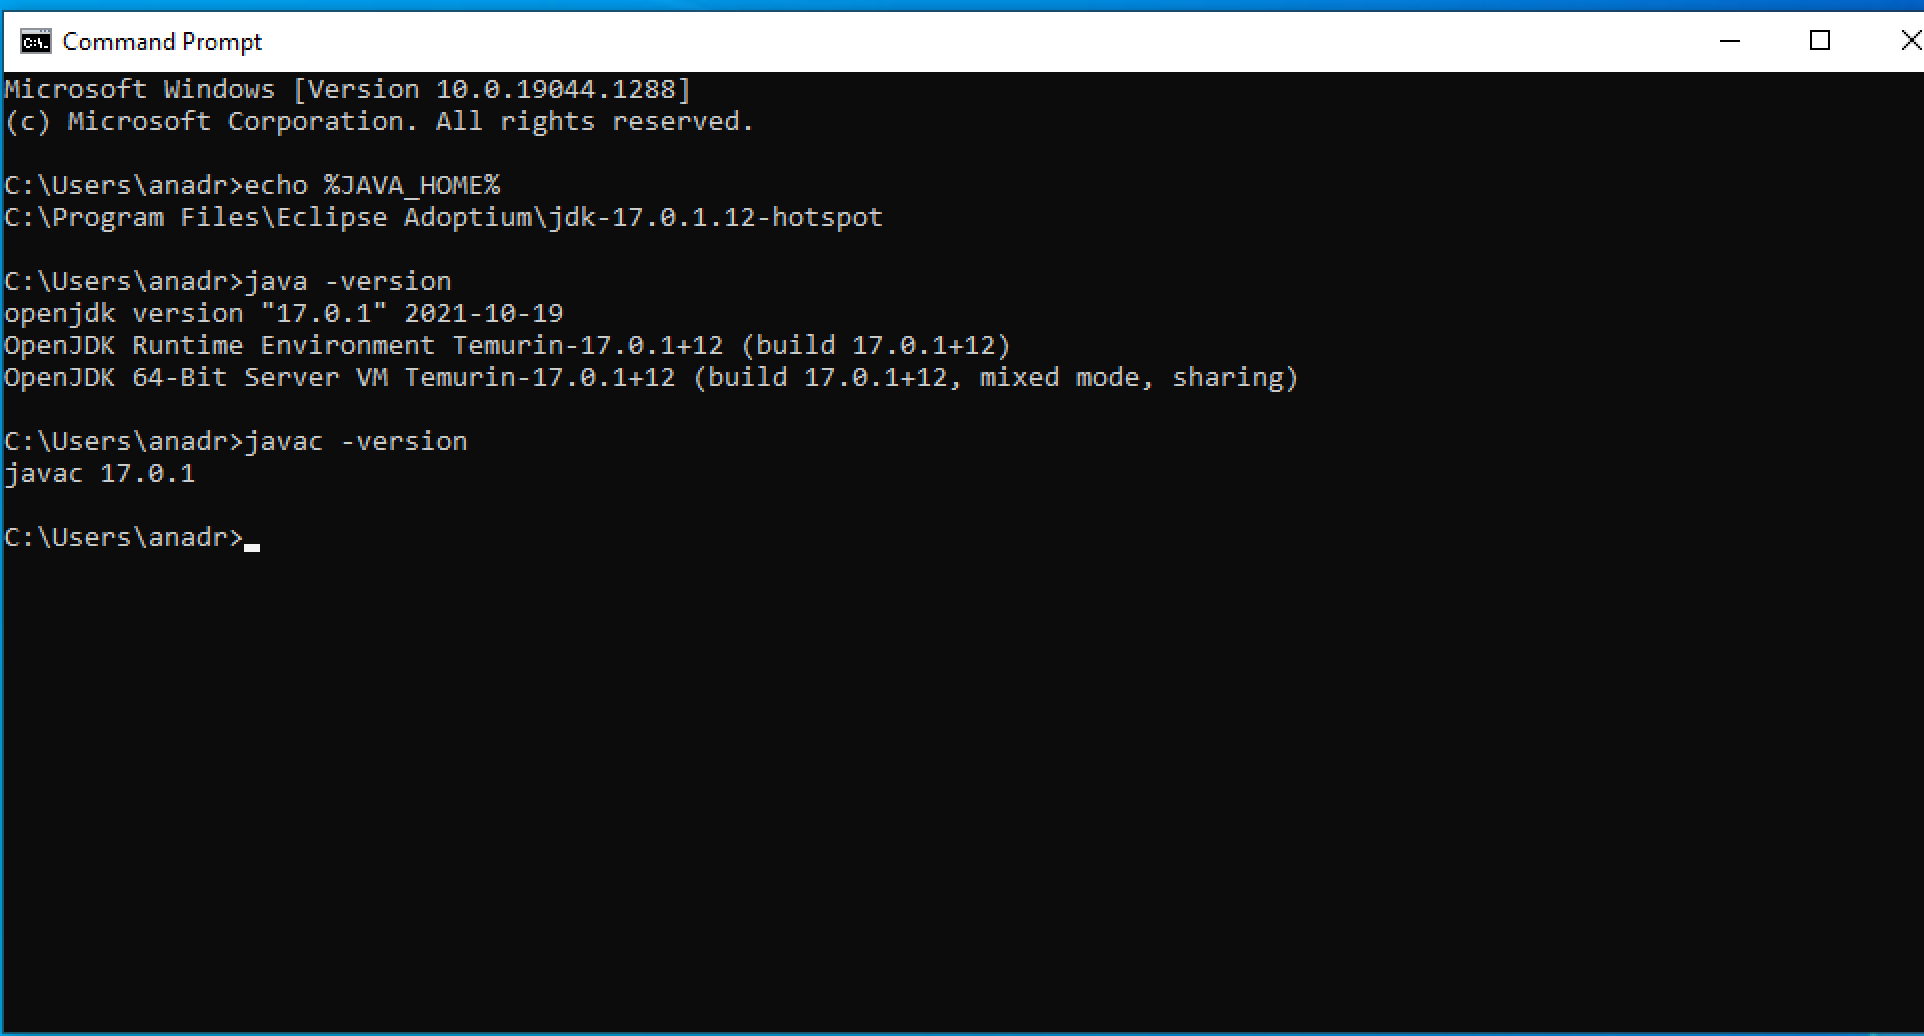 Command Prompt
Microsoft Windows [Version 10.0.19044.1288]
(c) Microsoft Corporation. All rights reserved.
C:\Users\anadr>echo %JAVA_HOME%
C:\Program Files\Eclipse Adoptium\jdk-17.0.1.12-hotspot
C:\Users\anadr>java -version
openjdk version "17.0.1" 2021-10-19
OpenJDK Runtime Environment Temurin-17.0.1+12 (build 17.0.1+12)
OpenJDK 64-Bit Server VM Temurin-17.0.1+12 (build 17.0.1+12, mixed mode, sharing)
C:\Users\anadr>javac -version
javac 17.0.1
C:\Users\anadr>